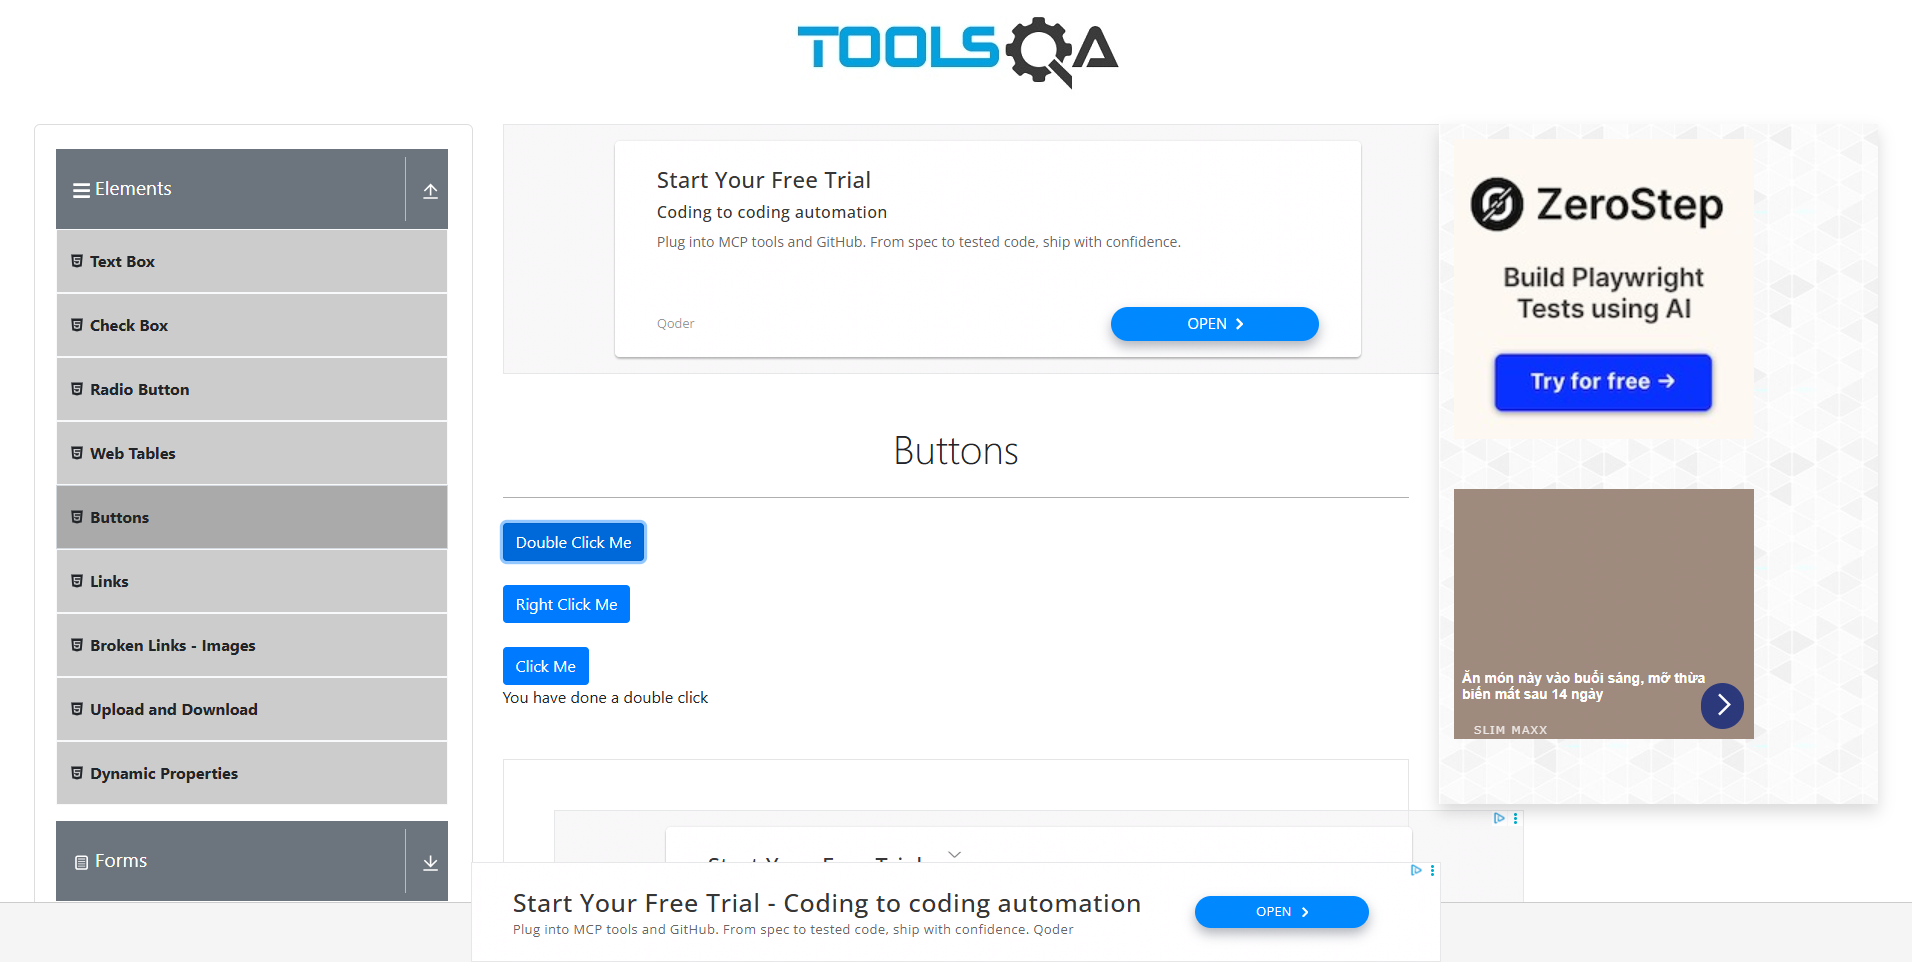 TOOLSQA
Elements
Text Box
Check Box
Radio Button
Web Tables
Buttons
Links
Broken Links - Images
Upload and Download
Dynamic Properties
Forms
Start Your Free Trial
Coding to coding automation
Plug into MCP tools and GitHub. From spec to tested code, ship with confidence.
Qoder
OPEN
Buttons
Double Click Me
Right Click Me
Click Me
You have done a double click
ZeroStep
Build Playwright
Tests using AI
Try for free →
Ăn món này vào buổi sáng, mỡ thừa
biến mất sau 14 ngày
SLIM MAXX
Start Your Free Trial
Start Your Free Trial - Coding to coding automation
Plug into MCP tools and GitHub. From spec to tested code, ship with confidence. Qoder
OPEN